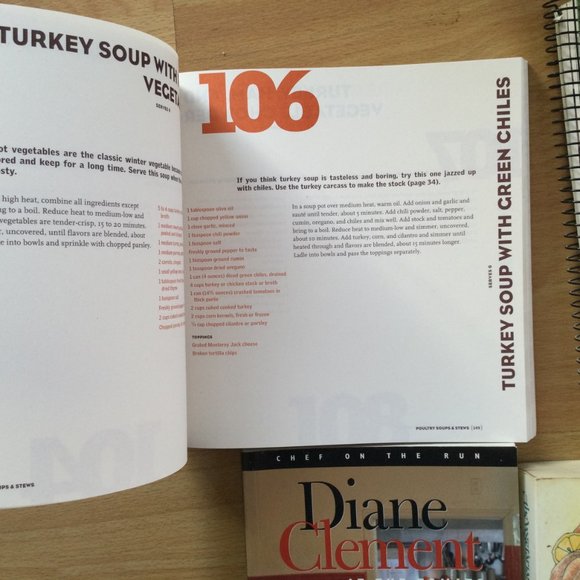 TURKEY SOUP WITH
VEGETA
SERVES 6
ot vegetables are the classic winter vegetable because
ored and keep for a long time. Serve this soup when
sty.
high heat, combine all ingredients except
ring to a boil. Reduce heat to medium-low and
vegetables are tender-crisp, 15 to 20 minutes.
r, uncovered, until flavors are blended, about
le into bowls and sprinkle with chopped parsley.
UPS & STEWS
106
If you think turkey soup is tasteless and boring, try this one jazzed up
with chiles. Use the turkey carcass to make the stock (page 34).
1 tablespoon olive oil
1 cup chopped yellow onion
1 clove garlic, minced
1 teaspoon chili powder
1 teaspoon salt
Freshly ground pepper to taste
1 teaspoon ground cumin
1 teaspoon dried oregano
1 can (4 ounces) diced green chiles, drained
4 cups turkey or chicken stock or broth
1 can (14½ ounces) crushed tomatoes in
thick purée
2 cups cubed cooked turkey
2 cups corn kernels, fresh or frozen
¼ cup chopped cilantro or parsley
TOPPINGS
Grated Monterey Jack cheese
Broken tortilla chips
In a soup pot over medium heat, warm oil. Add onion and garlic and
sauté until tender, about 5 minutes. Add chili powder, salt, pepper,
cumin, oregano, and chiles and mix well. Add stock and tomatoes and
bring to a boil. Reduce heat to medium-low and simmer, uncovered,
about 20 minutes. Add turkey, corn, and cilantro and simmer until
heated through and flavors are blended, about 15 minutes longer.
Ladle into bowls and pass the toppings separately.
SERVES 6
TURKEY SOUP WITH GREEN CHILES
POULTRY SOUPS & STEWS
CHEF ON THE RUN
Diane
Clement